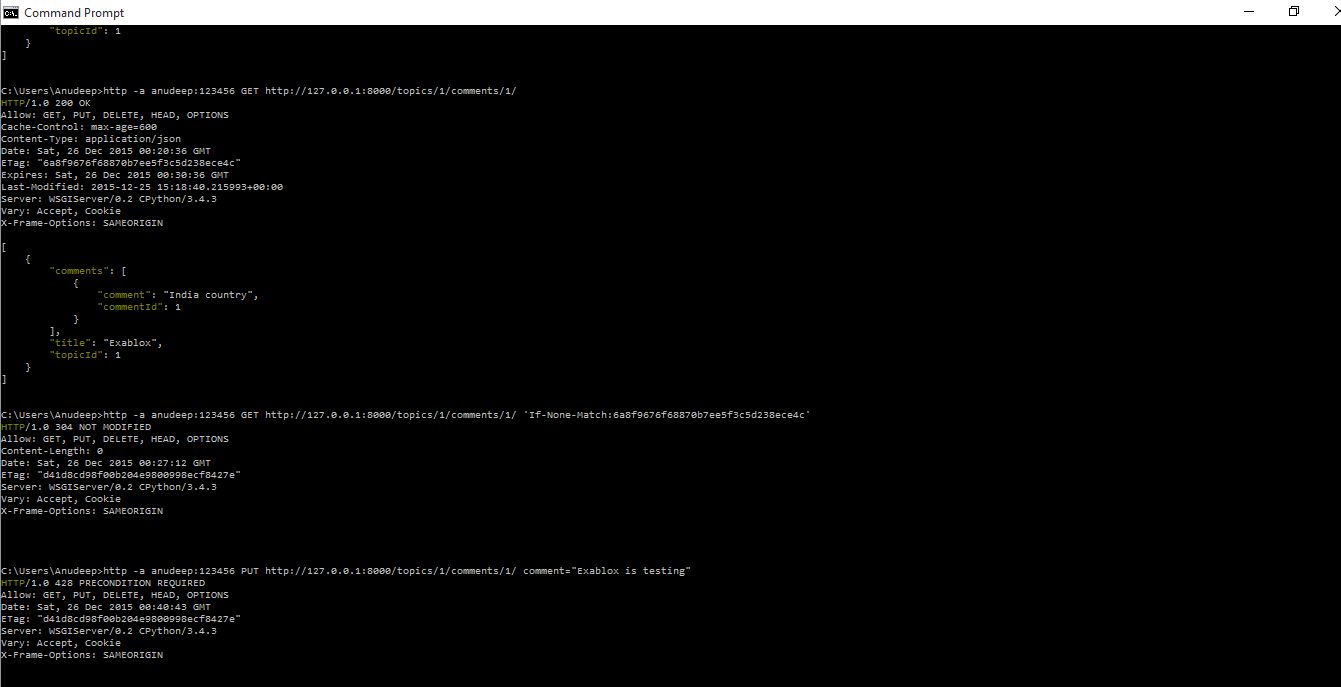 Command Prompt
"topicId": 1
}
]
C:\Users\Anudeep>http -a anudeep:123456 GET http://127.0.0.1:8000/topics/1/comments/1/
HTTP/1.0 200 OK
Allow: GET, PUT, DELETE, HEAD, OPTIONS
Cache-Control: max-age=600
Content-Type: application/json
Date: Sat, 26 Dec 2015 00:20:36 GMT
ETag: "6a8f9676f68870b7ee5f3c5d238ece4c"
Expires: Sat, 26 Dec 2015 00:30:36 GMT
Last-Modified: 2015-12-25 15:18:40.215993+00:00
Server: WSGIServer/0.2 CPython/3.4.3
Vary: Accept, Cookie
X-Frame-Options: SAMEORIGIN
[
{
"comments": [
{
"comment": "India country",
"commentId": 1
}
],
"title": "Exablox",
"topicId": 1
}
]
C:\Users\Anudeep>http -a anudeep:123456 GET http://127.0.0.1:8000/topics/1/comments/1/ 'If-None-Match:6a8f9676f68870b7ee5f3c5d238ece4c'
HTTP/1.0 304 NOT MODIFIED
Allow: GET, PUT, DELETE, HEAD, OPTIONS
Content-Length: 0
Date: Sat, 26 Dec 2015 00:27:12 GMT
ETag: "d41d8cd98f00b204e9800998ecf8427e"
Server: WSGIServer/0.2 CPython/3.4.3
Vary: Accept, Cookie
X-Frame-Options: SAMEORIGIN
C:\Users\Anudeep>http -a anudeep:123456 PUT http://127.0.0.1:8000/topics/1/comments/1/ comment="Exablox is testing"
HTTP/1.0 428 PRECONDITION REQUIRED
Allow: GET, PUT, DELETE, HEAD, OPTIONS
Date: Sat, 26 Dec 2015 00:40:43 GMT
ETag: "d41d8cd98f00b204e9800998ecf8427e"
Server: WSGIServer/0.2 CPython/3.4.3
Vary: Accept, Cookie
X-Frame-Options: SAMEORIGIN